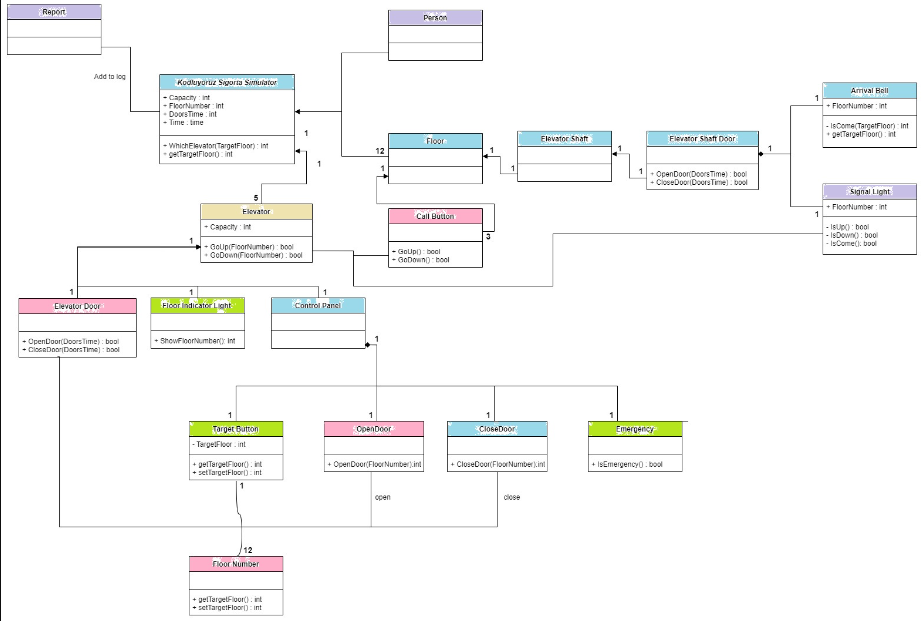 Report
Person
Add to log
Kodluyoruz Sigorta Simulator
+ Capacity : int
+ FloorNumber : int
+ DoorsTime : int
+ Time : time
+ WhichElevator(TargetFloor) : int
+ getTargetFloor() : int
1
1
5
12
Floor
1
1
Elevator Shaft
1
1
Elevator Shaft Door
+ OpenDoor(DoorsTime) : bool
+ CloseDoor(DoorsTime) : bool
1
1
Arrival Bell
+ FloorNumber : int
- IsCome(TargetFloor) : int
+ getTargetFloor() : int
1
Signal Light
+ FloorNumber : int
- IsUp() : bool
- IsDown() : bool
- IsCome(): bool
1
Elevator
+ Capacity : int
+ GoUp(FloorNumber) : bool
+ GoDown(FloorNumber) : bool
1
Call Button
+ GoUp() : bool
+ GoDown() : bool
3
1
1
1
Elevator Door
+ OpenDoor(DoorsTime) : bool
+ CloseDoor(DoorsTime) : bool
Floor Indicator Light
+ ShowFloorNumber(): int
Control Panel
1
1
1
1
1
Target Button
- TargetFloor : int
+ getTargetFloor() : int
+ setTargetFloor() : int
OpenDoor
+ OpenDoor(FloorNumber):int
CloseDoor
+ CloseDoor(FloorNumber):int
Emergency
+ IsEmergency() : bool
1
open
close
12
Floor Number
+ getTargetFloor() : int
+ setTargetFloor() : int